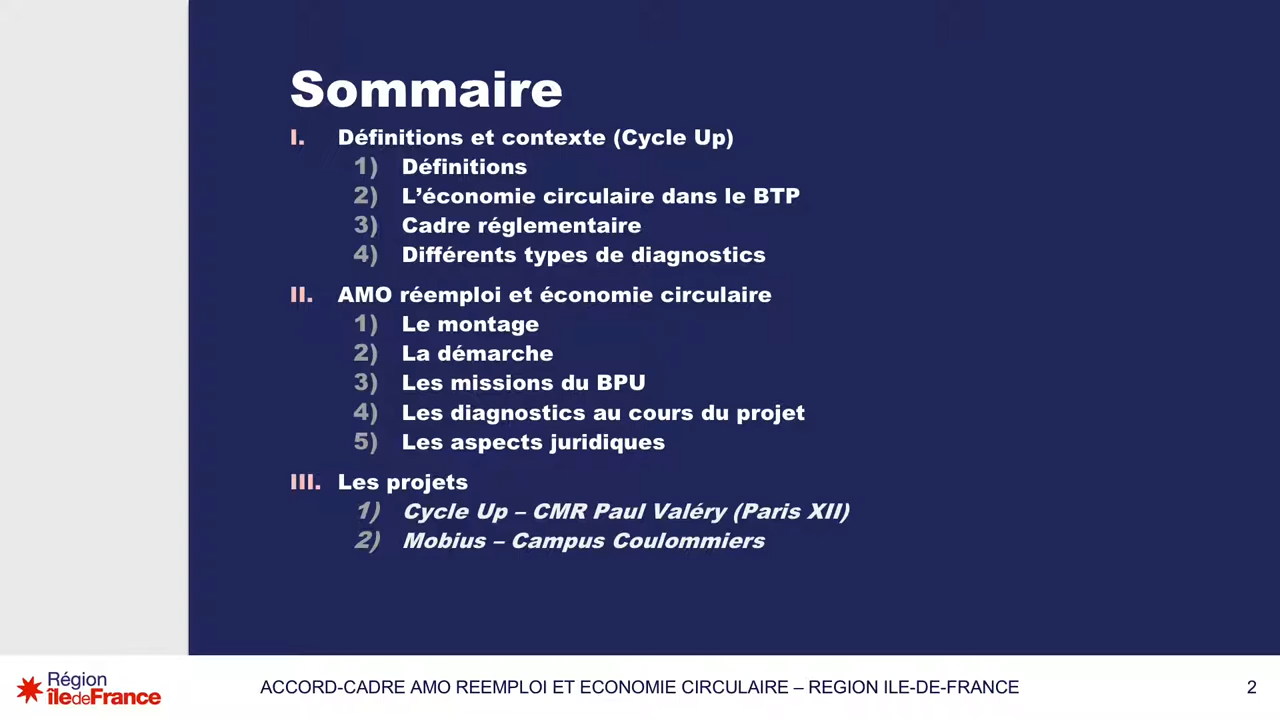 Sommaire
I. Définitions et contexte (Cycle Up)
1) Définitions
2) L’économie circulaire dans le BTP
3) Cadre réglementaire
4) Différents types de diagnostics
II. AMO réemploi et économie circulaire
1) Le montage
2) La démarche
3) Les missions du BPU
4) Les diagnostics au cours du projet
5) Les aspects juridiques
III. Les projets
1) Cycle Up – CMR Paul Valéry (Paris XII)
2) Mobius – Campus Coulommiers
Région
îledeFrance
ACCORD-CADRE AMO REEMPLOI ET ECONOMIE CIRCULAIRE – REGION ILE-DE-FRANCE
2